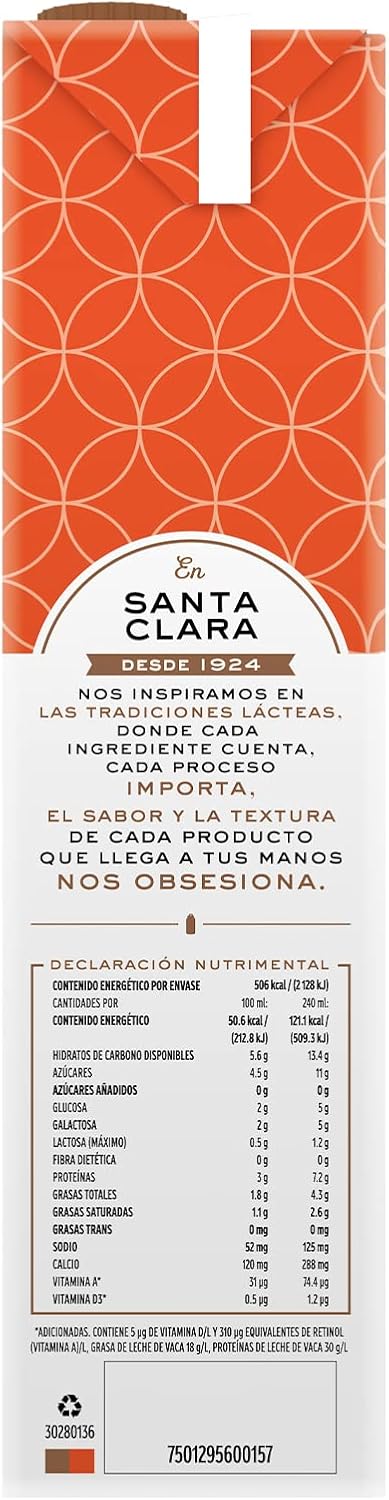 En
SANTA
CLARA
DESDE 1924
NOS INSPIRAMOS EN
LAS TRADICIONES LÁCTEAS,
DONDE CADA
INGREDIENTE CUENTA,
CADA PROCESO
IMPORTA,
EL SABOR Y LA TEXTURA
DE CADA PRODUCTO
QUE LLEGA A TUS MANOS
NOS OBSESIONA.
DECLARACIÓN NUTRIMENTAL
CONTENIDO ENERGÉTICO POR ENVASE 506 kcal / (2 128 kJ)
CANTIDADES POR 100 ml: 240 ml:
CONTENIDO ENERGÉTICO 50.6 kcal / 121.1 kcal /
(212.8 kJ) (509.3 kJ)
HIDRATOS DE CARBONO DISPONIBLES 5.6 g 13.4 g
AZÚCARES 4.5 g 11 g
AZÚCARES AÑADIDOS 0 g 0 g
GLUCOSA 2 g 5 g
GALACTOSA 2 g 5 g
LACTOSA (MÁXIMO) 0.5 g 1.2 g
FIBRA DIETÉTICA 0 g 0 g
PROTEÍNAS 3 g 7.2 g
GRASAS TOTALES 1.8 g 4.3 g
GRASAS SATURADAS 1.1 g 2.6 g
GRASAS TRANS 0 mg 0 mg
SODIO 52 mg 125 mg
CALCIO 120 mg 288 mg
VITAMINA A* 31 µg 74.4 µg
VITAMINA D3* 0.5 µg 1.2 µg
*ADICIONADAS. CONTIENE 5 µg DE VITAMINA D/L Y 310 µg EQUIVALENTES DE RETINOL
(VITAMINA A)/L, GRASA DE LECHE DE VACA 18 g/L, PROTEÍNAS DE LECHE DE VACA 30 g/L
30280136
7501295600157